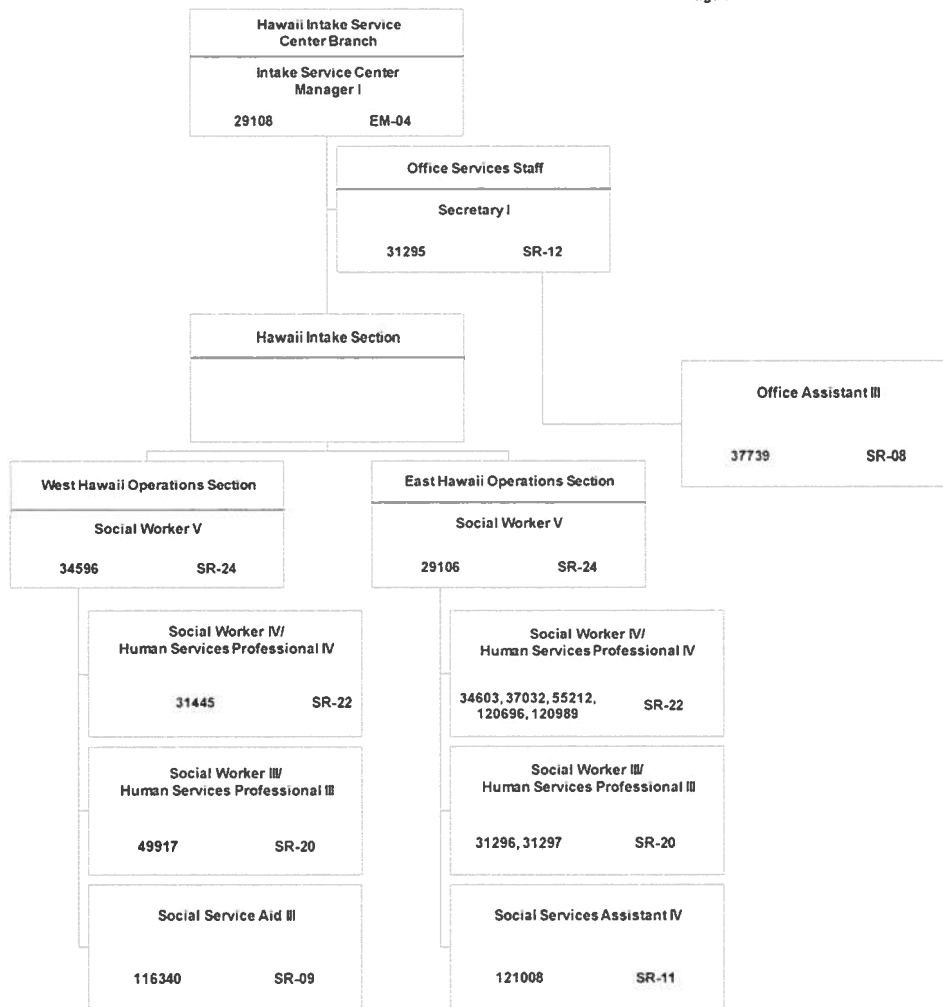 Hawaii Intake Service
Center Branch
Intake Service Center
Manager I
29108 EM-04
Office Services Staff
Secretary I
31295 SR-12
Hawaii Intake Section
Office Assistant III
37739 SR-08
West Hawaii Operations Section
Social Worker V
34596 SR-24
East Hawaii Operations Section
Social Worker V
29106 SR-24
Social Worker IV/
Human Services Professional IV
31445 SR-22
Social Worker III/
Human Services Professional III
49917 SR-20
Social Service Aid III
116340 SR-09
Social Worker IV/
Human Services Professional IV
34603, 37032, 55212,
120696, 120989 SR-22
Social Worker III/
Human Services Professional III
31296, 31297 SR-20
Social Services Assistant IV
121008 SR-11